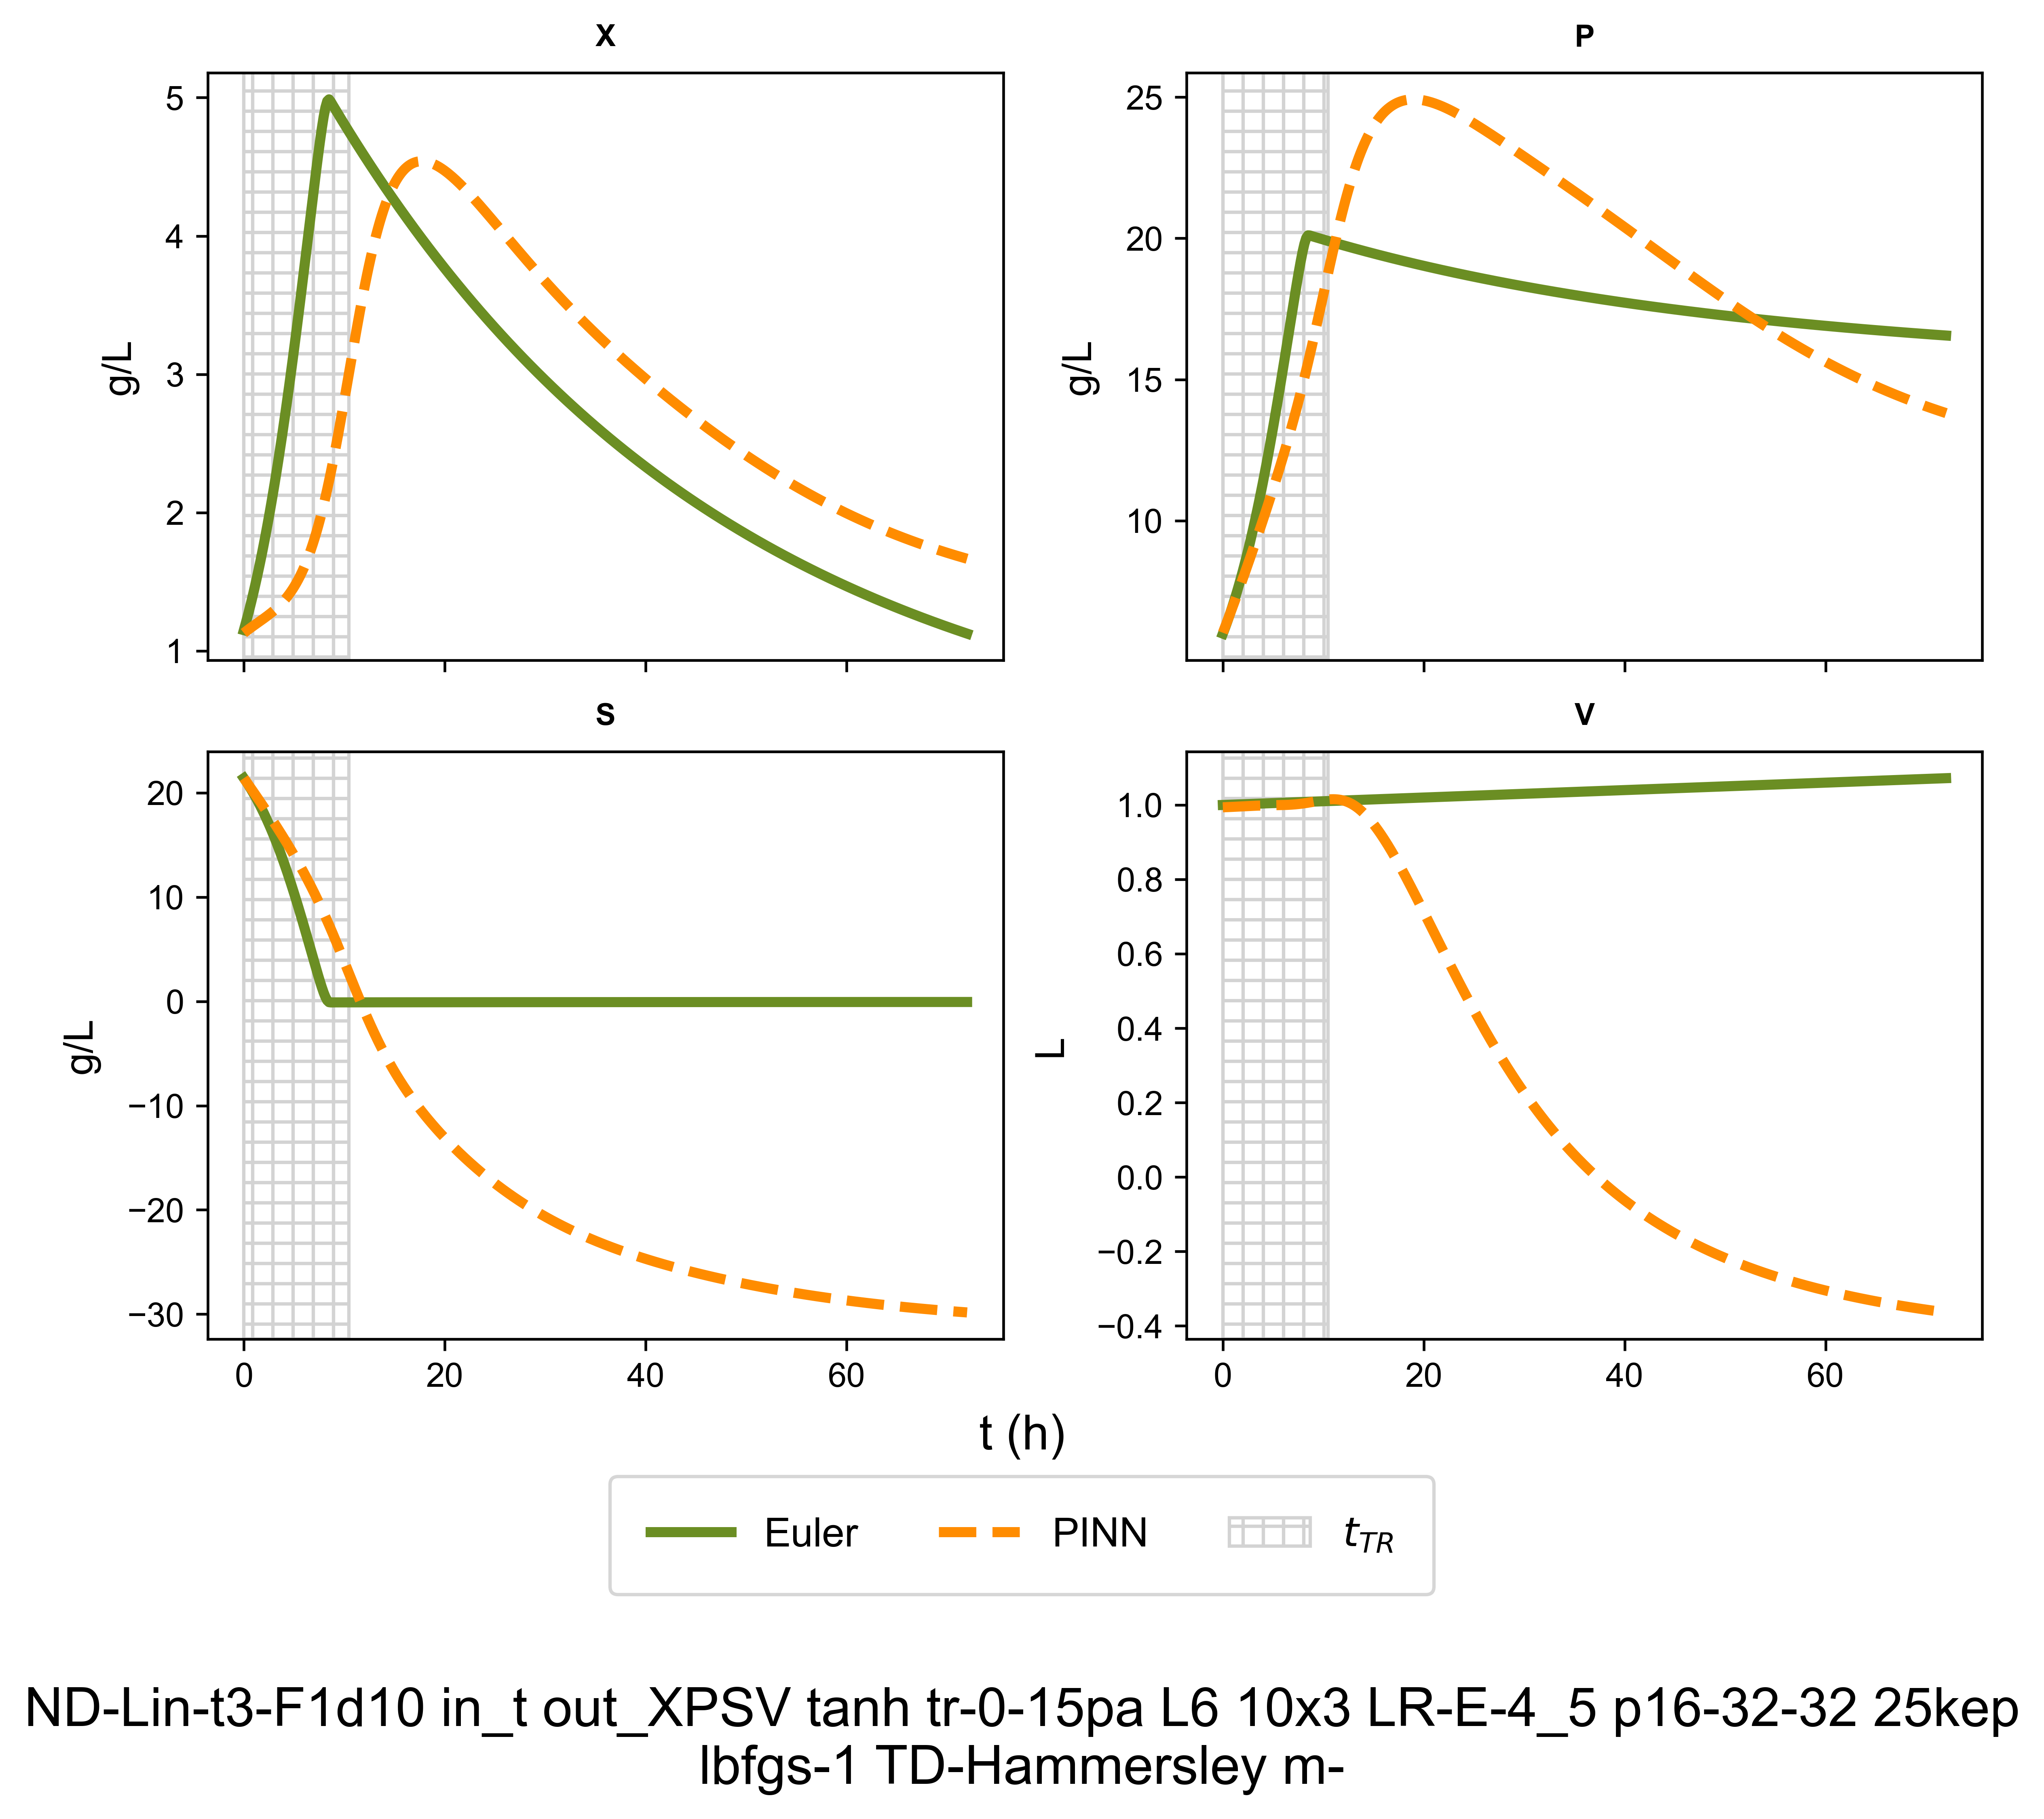 X
5
4
3
2
1
g/L
P
25
20
15
10
g/L
S
20
10
0
−10
−20
−30
g/L
0 20 40 60
V
1.0
0.8
0.6
0.4
0.2
0.0
−0.2
−0.4
L
0 20 40 60
t (h)
Euler PINN t_TR
ND-Lin-t3-F1d10 in_t out_XPSV tanh tr-0-15pa L6 10x3 LR-E-4_5 p16-32-32 25kep
lbfgs-1 TD-Hammersley m-